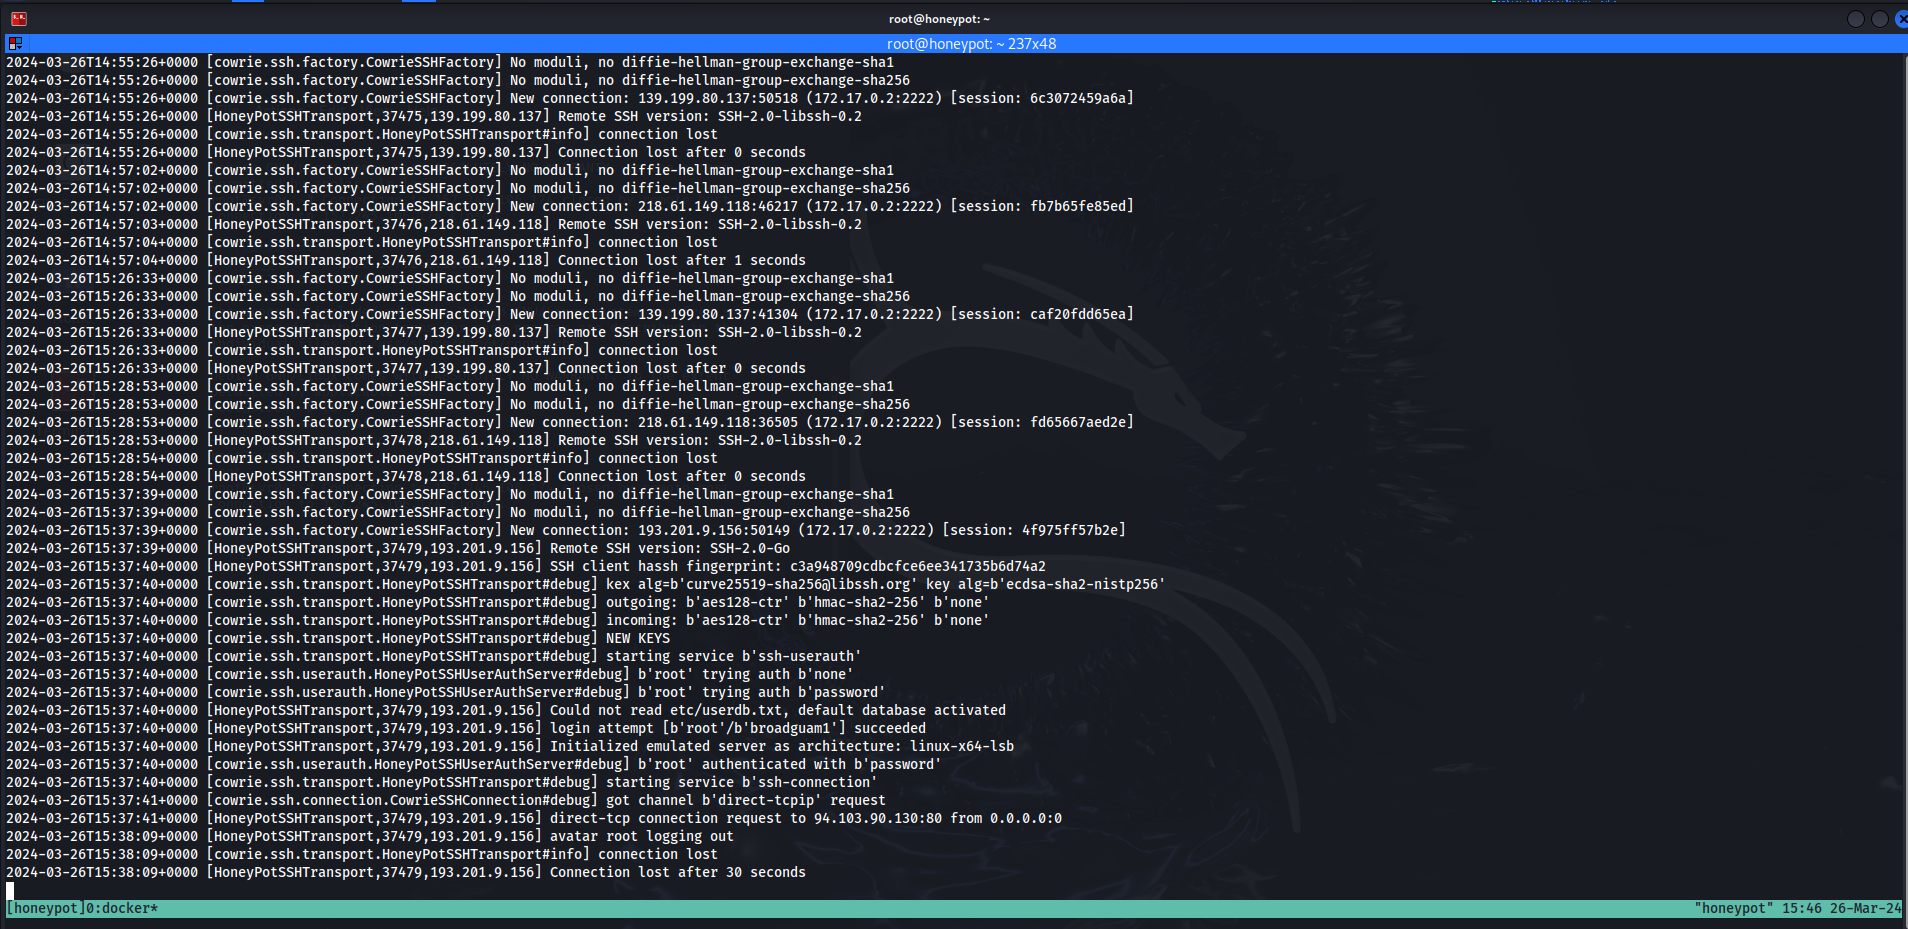 root@honeypot: ~
root@honeypot: ~ 237x48
2024-03-26T14:55:26+0000 [cowrie.ssh.factory.CowrieSSHFactory] No moduli, no diffie-hellman-group-exchange-sha1
2024-03-26T14:55:26+0000 [cowrie.ssh.factory.CowrieSSHFactory] No moduli, no diffie-hellman-group-exchange-sha256
2024-03-26T14:55:26+0000 [cowrie.ssh.factory.CowrieSSHFactory] New connection: 139.199.80.137:50518 (172.17.0.2:2222) [session: 6c3072459a6a]
2024-03-26T14:55:26+0000 [HoneyPotSSHTransport,37475,139.199.80.137] Remote SSH version: SSH-2.0-libssh-0.2
2024-03-26T14:55:26+0000 [cowrie.ssh.transport.HoneyPotSSHTransport#info] connection lost
2024-03-26T14:55:26+0000 [HoneyPotSSHTransport,37475,139.199.80.137] Connection lost after 0 seconds
2024-03-26T14:57:02+0000 [cowrie.ssh.factory.CowrieSSHFactory] No moduli, no diffie-hellman-group-exchange-sha1
2024-03-26T14:57:02+0000 [cowrie.ssh.factory.CowrieSSHFactory] No moduli, no diffie-hellman-group-exchange-sha256
2024-03-26T14:57:02+0000 [cowrie.ssh.factory.CowrieSSHFactory] New connection: 218.61.149.118:46217 (172.17.0.2:2222) [session: fb7b65fe85ed]
2024-03-26T14:57:03+0000 [HoneyPotSSHTransport,37476,218.61.149.118] Remote SSH version: SSH-2.0-libssh-0.2
2024-03-26T14:57:04+0000 [cowrie.ssh.transport.HoneyPotSSHTransport#info] connection lost
2024-03-26T14:57:04+0000 [HoneyPotSSHTransport,37476,218.61.149.118] Connection lost after 1 seconds
2024-03-26T15:26:33+0000 [cowrie.ssh.factory.CowrieSSHFactory] No moduli, no diffie-hellman-group-exchange-sha1
2024-03-26T15:26:33+0000 [cowrie.ssh.factory.CowrieSSHFactory] No moduli, no diffie-hellman-group-exchange-sha256
2024-03-26T15:26:33+0000 [cowrie.ssh.factory.CowrieSSHFactory] New connection: 139.199.80.137:41304 (172.17.0.2:2222) [session: caf20fdd65ea]
2024-03-26T15:26:33+0000 [HoneyPotSSHTransport,37477,139.199.80.137] Remote SSH version: SSH-2.0-libssh-0.2
2024-03-26T15:26:33+0000 [cowrie.ssh.transport.HoneyPotSSHTransport#info] connection lost
2024-03-26T15:26:33+0000 [HoneyPotSSHTransport,37477,139.199.80.137] Connection lost after 0 seconds
2024-03-26T15:28:53+0000 [cowrie.ssh.factory.CowrieSSHFactory] No moduli, no diffie-hellman-group-exchange-sha1
2024-03-26T15:28:53+0000 [cowrie.ssh.factory.CowrieSSHFactory] No moduli, no diffie-hellman-group-exchange-sha256
2024-03-26T15:28:53+0000 [cowrie.ssh.factory.CowrieSSHFactory] New connection: 218.61.149.118:36505 (172.17.0.2:2222) [session: fd65667aed2e]
2024-03-26T15:28:53+0000 [HoneyPotSSHTransport,37478,218.61.149.118] Remote SSH version: SSH-2.0-libssh-0.2
2024-03-26T15:28:54+0000 [cowrie.ssh.transport.HoneyPotSSHTransport#info] connection lost
2024-03-26T15:28:54+0000 [HoneyPotSSHTransport,37478,218.61.149.118] Connection lost after 0 seconds
2024-03-26T15:37:39+0000 [cowrie.ssh.factory.CowrieSSHFactory] No moduli, no diffie-hellman-group-exchange-sha1
2024-03-26T15:37:39+0000 [cowrie.ssh.factory.CowrieSSHFactory] No moduli, no diffie-hellman-group-exchange-sha256
2024-03-26T15:37:39+0000 [cowrie.ssh.factory.CowrieSSHFactory] New connection: 193.201.9.156:50149 (172.17.0.2:2222) [session: 4f975ff57b2e]
2024-03-26T15:37:39+0000 [HoneyPotSSHTransport,37479,193.201.9.156] Remote SSH version: SSH-2.0-Go
2024-03-26T15:37:40+0000 [HoneyPotSSHTransport,37479,193.201.9.156] SSH client hassh fingerprint: c3a948709cdbcfce6ee341735b6d74a2
2024-03-26T15:37:40+0000 [cowrie.ssh.transport.HoneyPotSSHTransport#debug] kex alg=b'curve25519-sha256@libssh.org' key alg=b'ecdsa-sha2-nistp256'
2024-03-26T15:37:40+0000 [cowrie.ssh.transport.HoneyPotSSHTransport#debug] outgoing: b'aes128-ctr' b'hmac-sha2-256' b'none'
2024-03-26T15:37:40+0000 [cowrie.ssh.transport.HoneyPotSSHTransport#debug] incoming: b'aes128-ctr' b'hmac-sha2-256' b'none'
2024-03-26T15:37:40+0000 [cowrie.ssh.transport.HoneyPotSSHTransport#debug] NEW KEYS
2024-03-26T15:37:40+0000 [cowrie.ssh.transport.HoneyPotSSHTransport#debug] starting service b'ssh-userauth'
2024-03-26T15:37:40+0000 [cowrie.ssh.userauth.HoneyPotSSHUserAuthServer#debug] b'root' trying auth b'none'
2024-03-26T15:37:40+0000 [cowrie.ssh.userauth.HoneyPotSSHUserAuthServer#debug] b'root' trying auth b'password'
2024-03-26T15:37:40+0000 [HoneyPotSSHTransport,37479,193.201.9.156] Could not read etc/userdb.txt, default database activated
2024-03-26T15:37:40+0000 [HoneyPotSSHTransport,37479,193.201.9.156] login attempt [b'root'/b'broadguam1'] succeeded
2024-03-26T15:37:40+0000 [HoneyPotSSHTransport,37479,193.201.9.156] Initialized emulated server as architecture: linux-x64-lsb
2024-03-26T15:37:40+0000 [cowrie.ssh.userauth.HoneyPotSSHUserAuthServer#debug] b'root' authenticated with b'password'
2024-03-26T15:37:40+0000 [cowrie.ssh.transport.HoneyPotSSHTransport#debug] starting service b'ssh-connection'
2024-03-26T15:37:41+0000 [cowrie.ssh.connection.CowrieSSHConnection#debug] got channel b'direct-tcpip' request
2024-03-26T15:37:41+0000 [HoneyPotSSHTransport,37479,193.201.9.156] direct-tcp connection request to 94.103.90.130:80 from 0.0.0.0:0
2024-03-26T15:38:09+0000 [HoneyPotSSHTransport,37479,193.201.9.156] avatar root logging out
2024-03-26T15:38:09+0000 [cowrie.ssh.transport.HoneyPotSSHTransport#info] connection lost
2024-03-26T15:38:09+0000 [HoneyPotSSHTransport,37479,193.201.9.156] Connection lost after 30 seconds
[honeypot]0:docker* "honeypot" 15:46 26-Mar-24